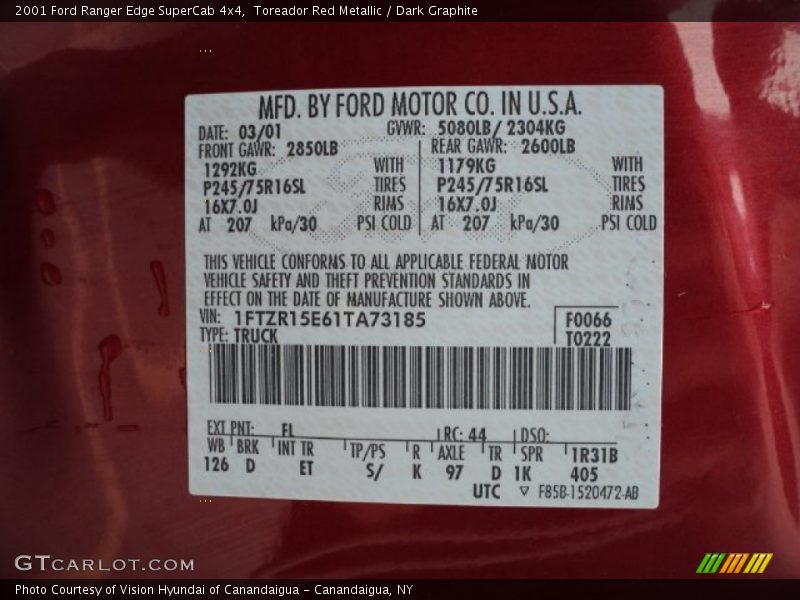 2001 Ford Ranger Edge SuperCab 4x4,  Toreador Red Metallic / Dark Graphite
MFD. BY FORD MOTOR CO. IN U.S.A.
DATE: 03/01 GVWR: 5080LB/ 2304KG
FRONT GAWR: 2850LB REAR GAWR: 2600LB
1292KG WITH 1179KG WITH
P245/75R16SL TIRES P245/75R16SL TIRES
16X7.0J RIMS 16X7.0J RIMS
AT 207 kPa/30 PSI COLD AT 207 kPa/30 PSI COLD
THIS VEHICLE CONFORMS TO ALL APPLICABLE FEDERAL MOTOR
VEHICLE SAFETY AND THEFT PREVENTION STANDARDS IN
EFFECT ON THE DATE OF MANUFACTURE SHOWN ABOVE.
VIN: 1FTZR15E61TA73185 F0066
TYPE: TRUCK T0222
EXT PNT: FL RC: 44 DSO:
WB BRK INT TR TP/PS R AXLE TR SPR 1R31B
126 D ET S/ K 97 D 1K 405
UTC ▽ F85B-1520472-AB
GTCARLOT.COM
Photo Courtesy of Vision Hyundai of Canandaigua - Canandaigua, NY